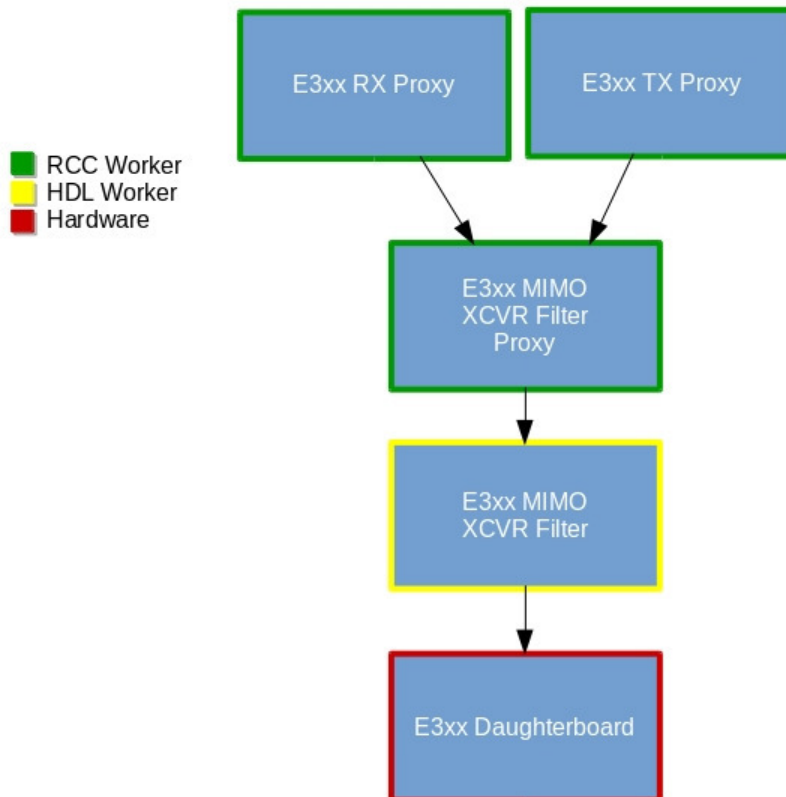 E3xx RX Proxy
E3xx TX Proxy
RCC Worker
HDL Worker
Hardware
E3xx MIMO
XCVR Filter
Proxy
E3xx MIMO
XCVR Filter
E3xx Daughterboard